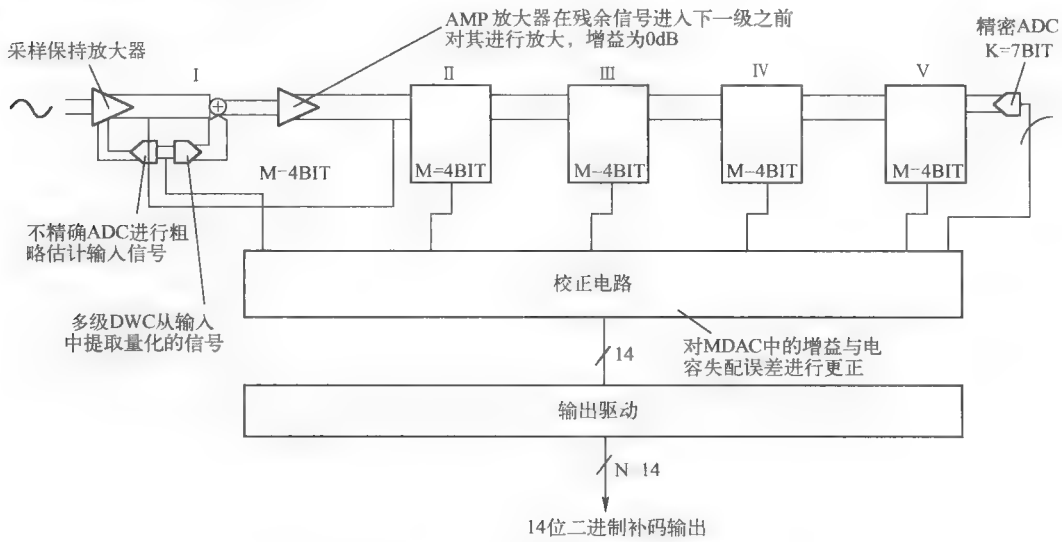 AMP 放大器在残余信号进入下一级之前
对其进行放大，增益为0dB
精密ADC
K=7BIT
采样保持放大器
I
II
III
IV
V
M−4BIT
M=4BIT
M−4BIT
M−4BIT
M−4BIT
不精确ADC进行粗
略估计输入信号
校正电路
多级DWC从输入
中提取量化的信号
14
对MDAC中的增益与电
容失配误差进行更正
输出驱动
N 14
14位二进制补码输出